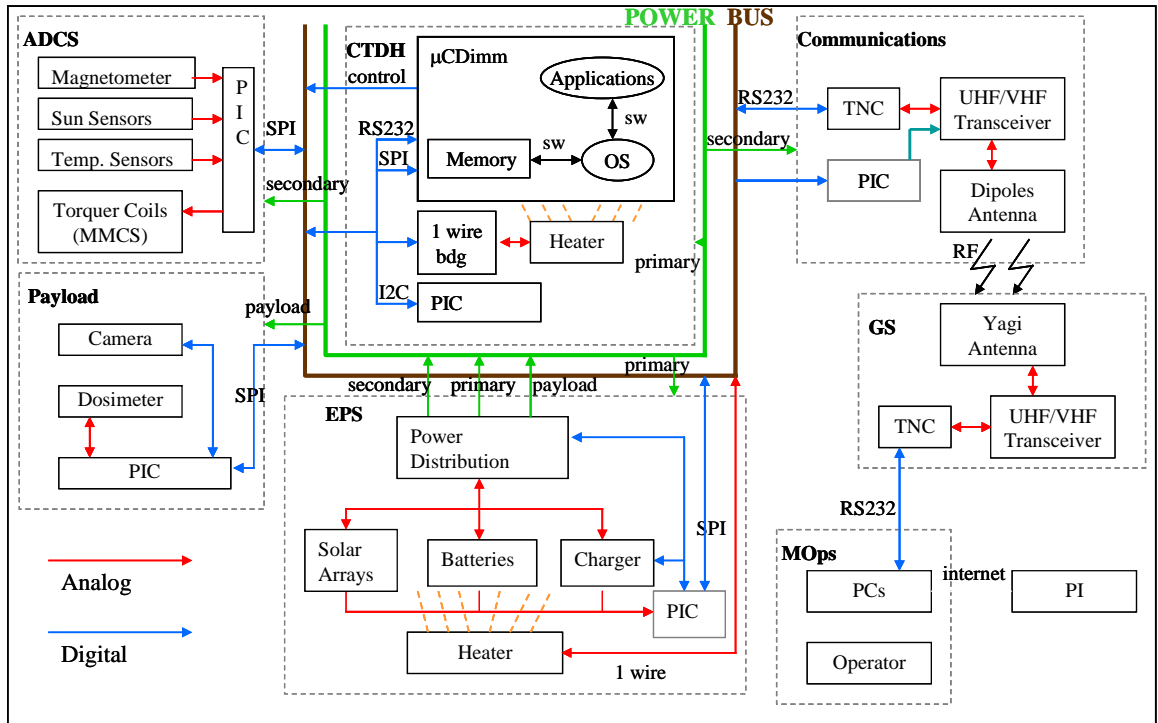 POWER BUS
ADCS
Magnetometer
Sun Sensors
Temp. Sensors
Torquer Coils
(MMCS)
P
I
C
SPI
secondary
CTDH
control
μCDimm
Applications
sw
RS232
SPI
Memory
sw
OS
1 wire
bdg
Heater
primary
I2C
PIC
Communications
RS232
TNC
UHF/VHF
Transceiver
secondary
PIC
Dipoles
Antenna
RF
Payload
payload
Camera
Dosimeter
SPI
PIC
GS
Yagi
Antenna
TNC
UHF/VHF
Transceiver
RS232
secondary
primary
payload
primary
EPS
Power
Distribution
SPI
Solar
Arrays
Batteries
Charger
PIC
Heater
1 wire
MOps
PCs
internet
PI
Operator
Analog
Digital